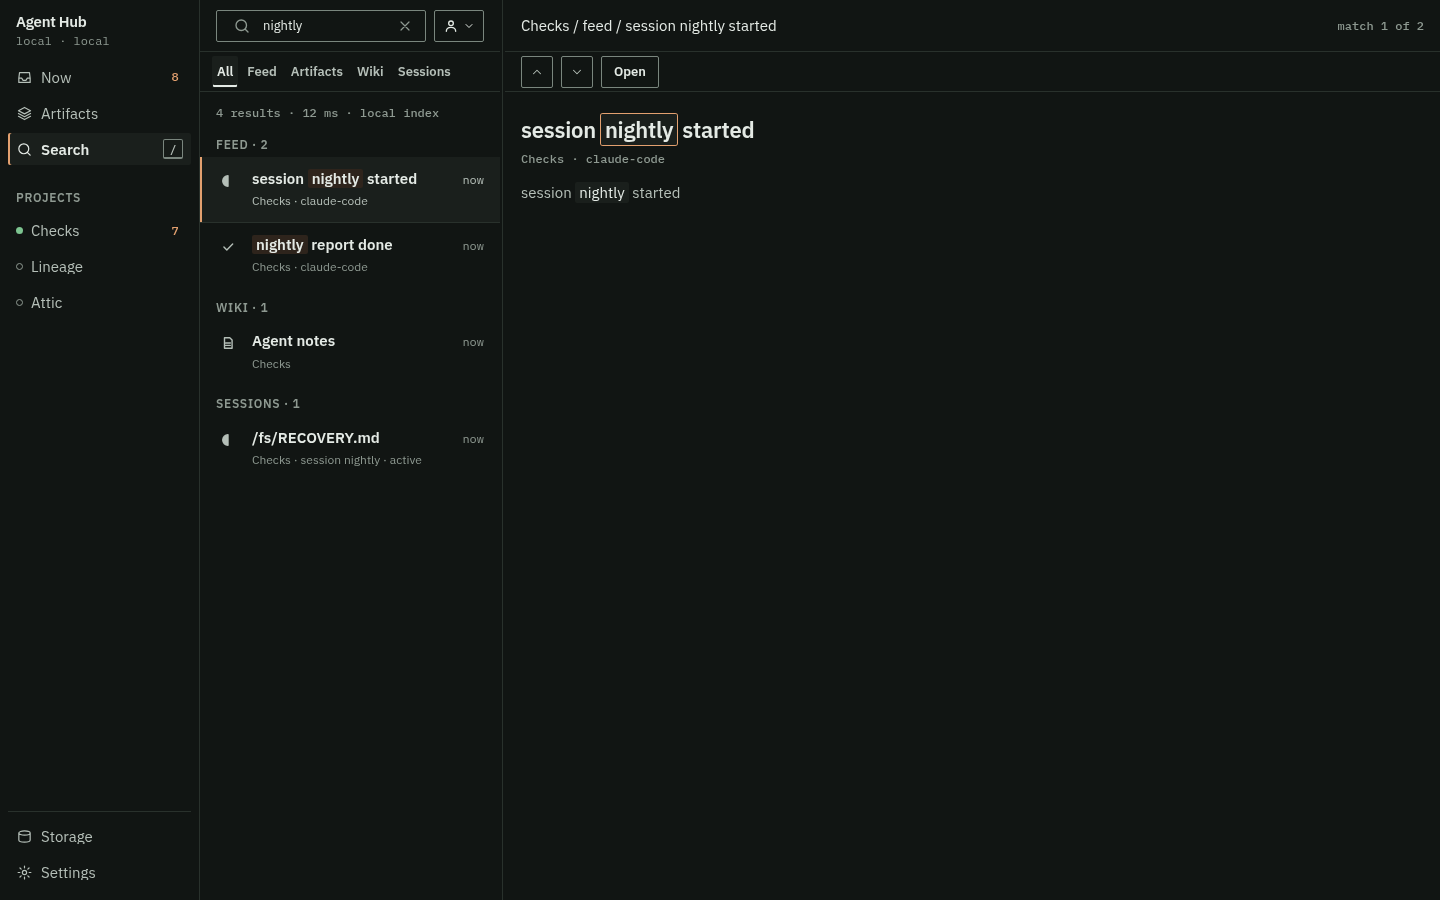 Agent Hub
local · local
Now 8
Artifacts
Search /
PROJECTS
Checks 7
Lineage
Attic
Storage
Settings
nightly
All Feed Artifacts Wiki Sessions
4 results · 12 ms · local index
FEED · 2
session nightly started now
Checks · claude-code
nightly report done now
Checks · claude-code
WIKI · 1
Agent notes now
Checks
SESSIONS · 1
/fs/RECOVERY.md now
Checks · session nightly · active
Checks / feed / session nightly started match 1 of 2
Open
session nightly started
Checks · claude-code
session nightly started